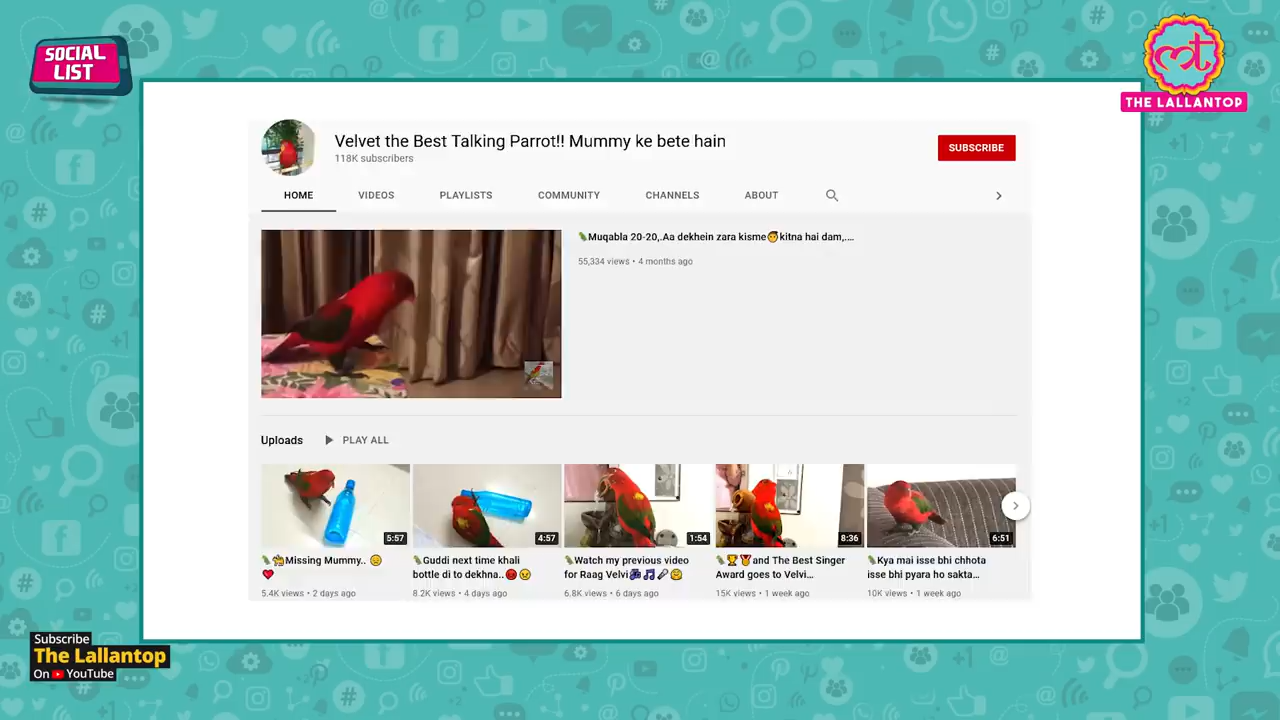 SOCIAL
LIST
THE LALLANTOP
Velvet the Best Talking Parrot!! Mummy ke bete hain
118K subscribers
SUBSCRIBE
HOME
VIDEOS
PLAYLISTS
COMMUNITY
CHANNELS
ABOUT
🐛Muqabla 20-20,.Aa dekhein zara kisme🤠kitna hai dam,...
55,334 views • 4 months ago
Uploads
PLAY ALL
5:57
4:57
1:54
8:36
6:51
Missing Mummy..
5.4K views • 2 days ago
Guddi next time khali
bottle di to dekhna..
8.2K views • 4 days ago
Watch my previous video
for Raag Velvi
6.8K views • 6 days ago
and The Best Singer
Award goes to Velvi...
15K views • 1 week ago
Kya mai isse bhi chhota
isse bhi pyara ho sakta...
10K views • 1 week ago
Subscribe
The Lallantop
On YouTube